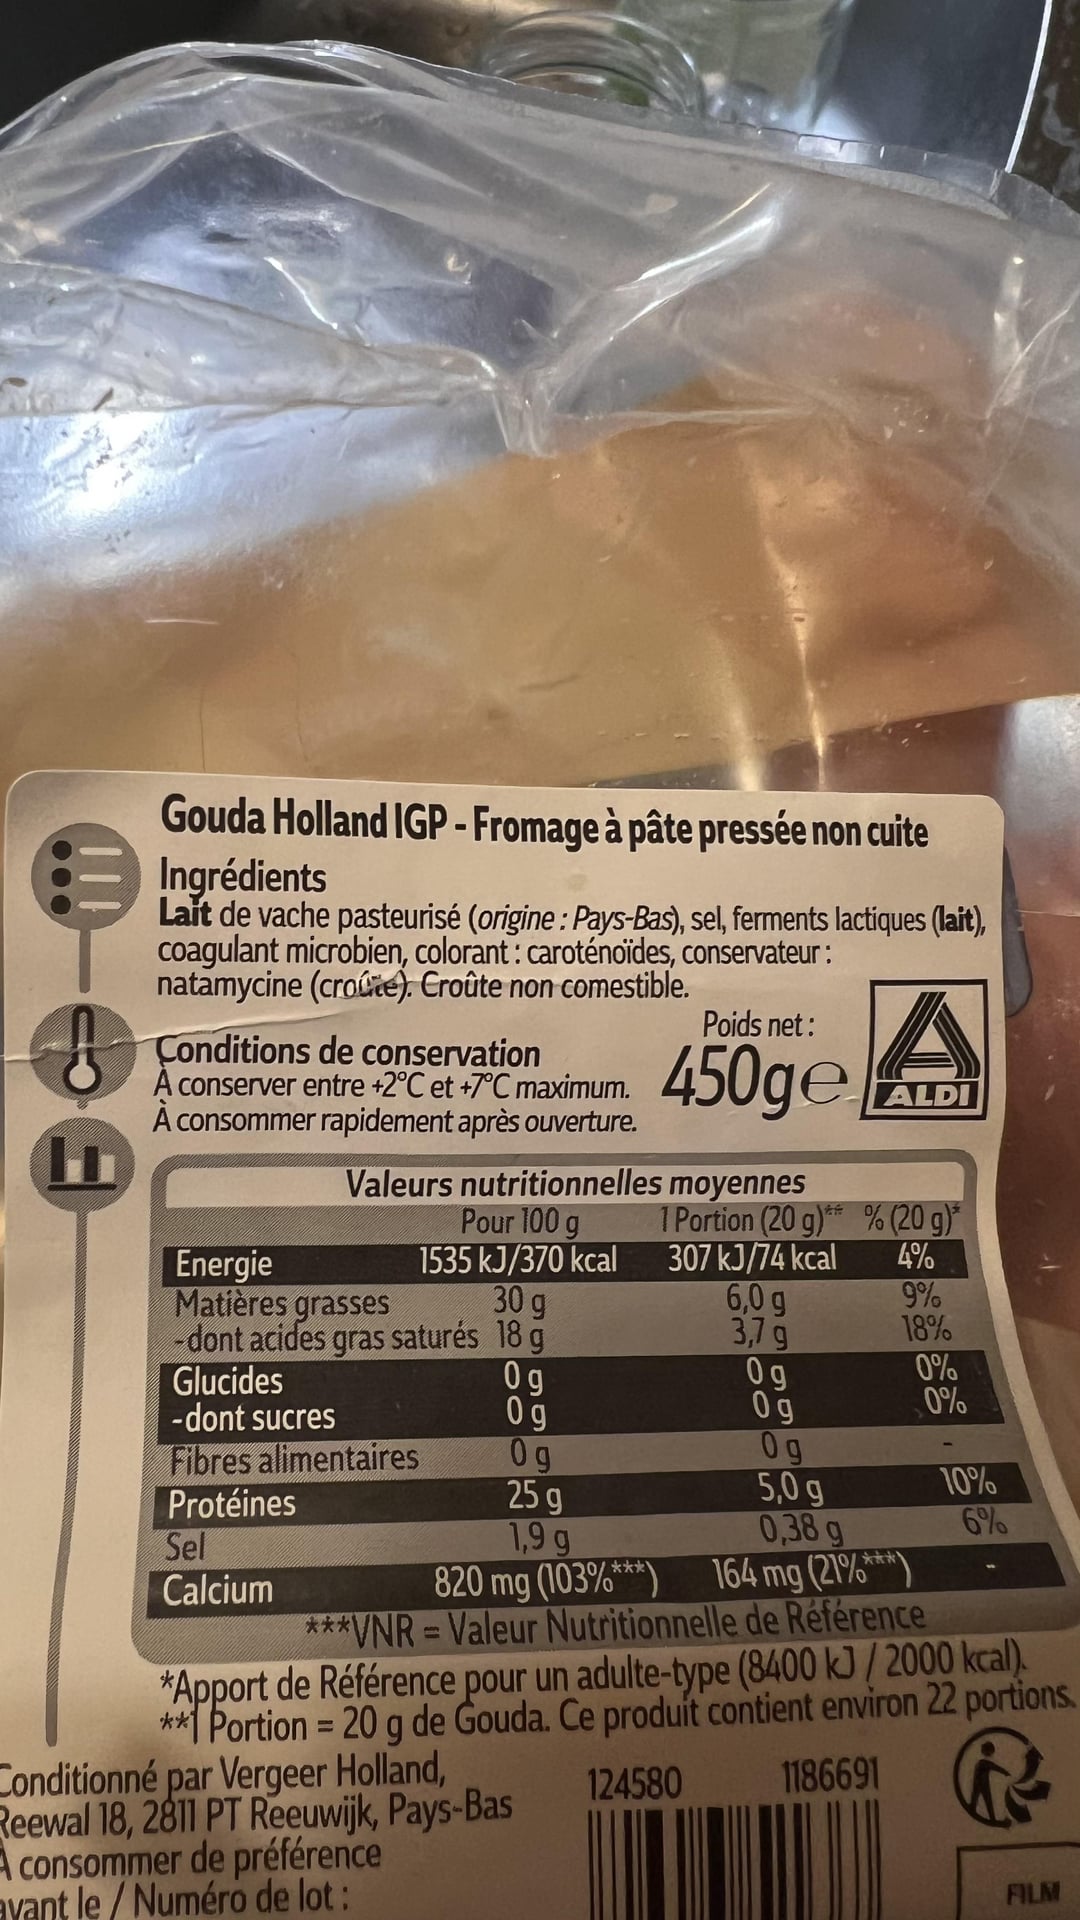 Gouda Holland IGP - Fromage à pâte pressée non cuite
Ingrédients
Lait de vache pasteurisé (origine : Pays-Bas), sel, ferments lactiques (lait),
coagulant microbien, colorant : caroténoïdes, conservateur :
natamycine (croûte). Croûte non comestible.
Conditions de conservation
À conserver entre +2°C et +7°C maximum.
À consommer rapidement après ouverture.
Poids net :
450g e
ALDI
Valeurs nutritionnelles moyennes
Pour 100 g 1 Portion (20 g)** % (20 g)*
Energie 1535 kJ/370 kcal 307 kJ/74 kcal 4%
Matières grasses 30 g 6,0 g 9%
-dont acides gras saturés 18 g 3,7 g 18%
Glucides 0 g 0 g 0%
-dont sucres 0 g 0 g 0%
Fibres alimentaires 0 g 0 g -
Protéines 25 g 5,0 g 10%
Sel 1,9 g 0,38 g 6%
Calcium 820 mg (103%***) 164 mg (21%***) -
***VNR = Valeur Nutritionnelle de Référence
*Apport de Référence pour un adulte-type (8400 kJ / 2000 kcal).
**1 Portion = 20 g de Gouda. Ce produit contient environ 22 portions.
Conditionné par Vergeer Holland,
Reewal 18, 2811 PT Reeuwijk, Pays-Bas
À consommer de préférence
avant le / Numéro de lot :
124580 1186691
FILM